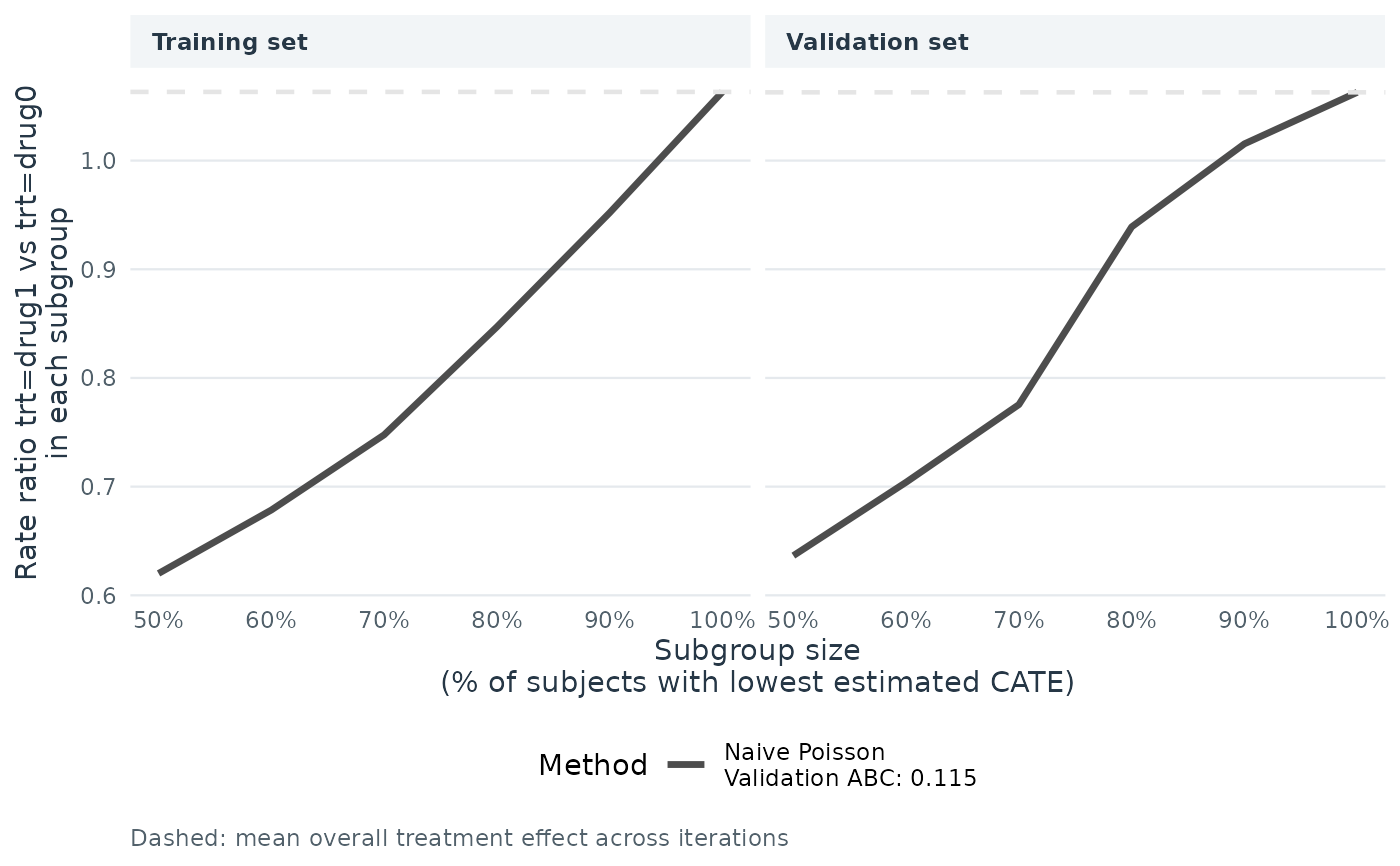 Training set
Validation set
Rate ratio trt=drug1 vs trt=drug0
in each subgroup
1.0
0.9
0.8
0.7
0.6
50% 60% 70% 80% 90% 100%
50% 60% 70% 80% 90% 100%
Subgroup size
(% of subjects with lowest estimated CATE)
Method
Naive Poisson
Validation ABC: 0.115
Dashed: mean overall treatment effect across iterations